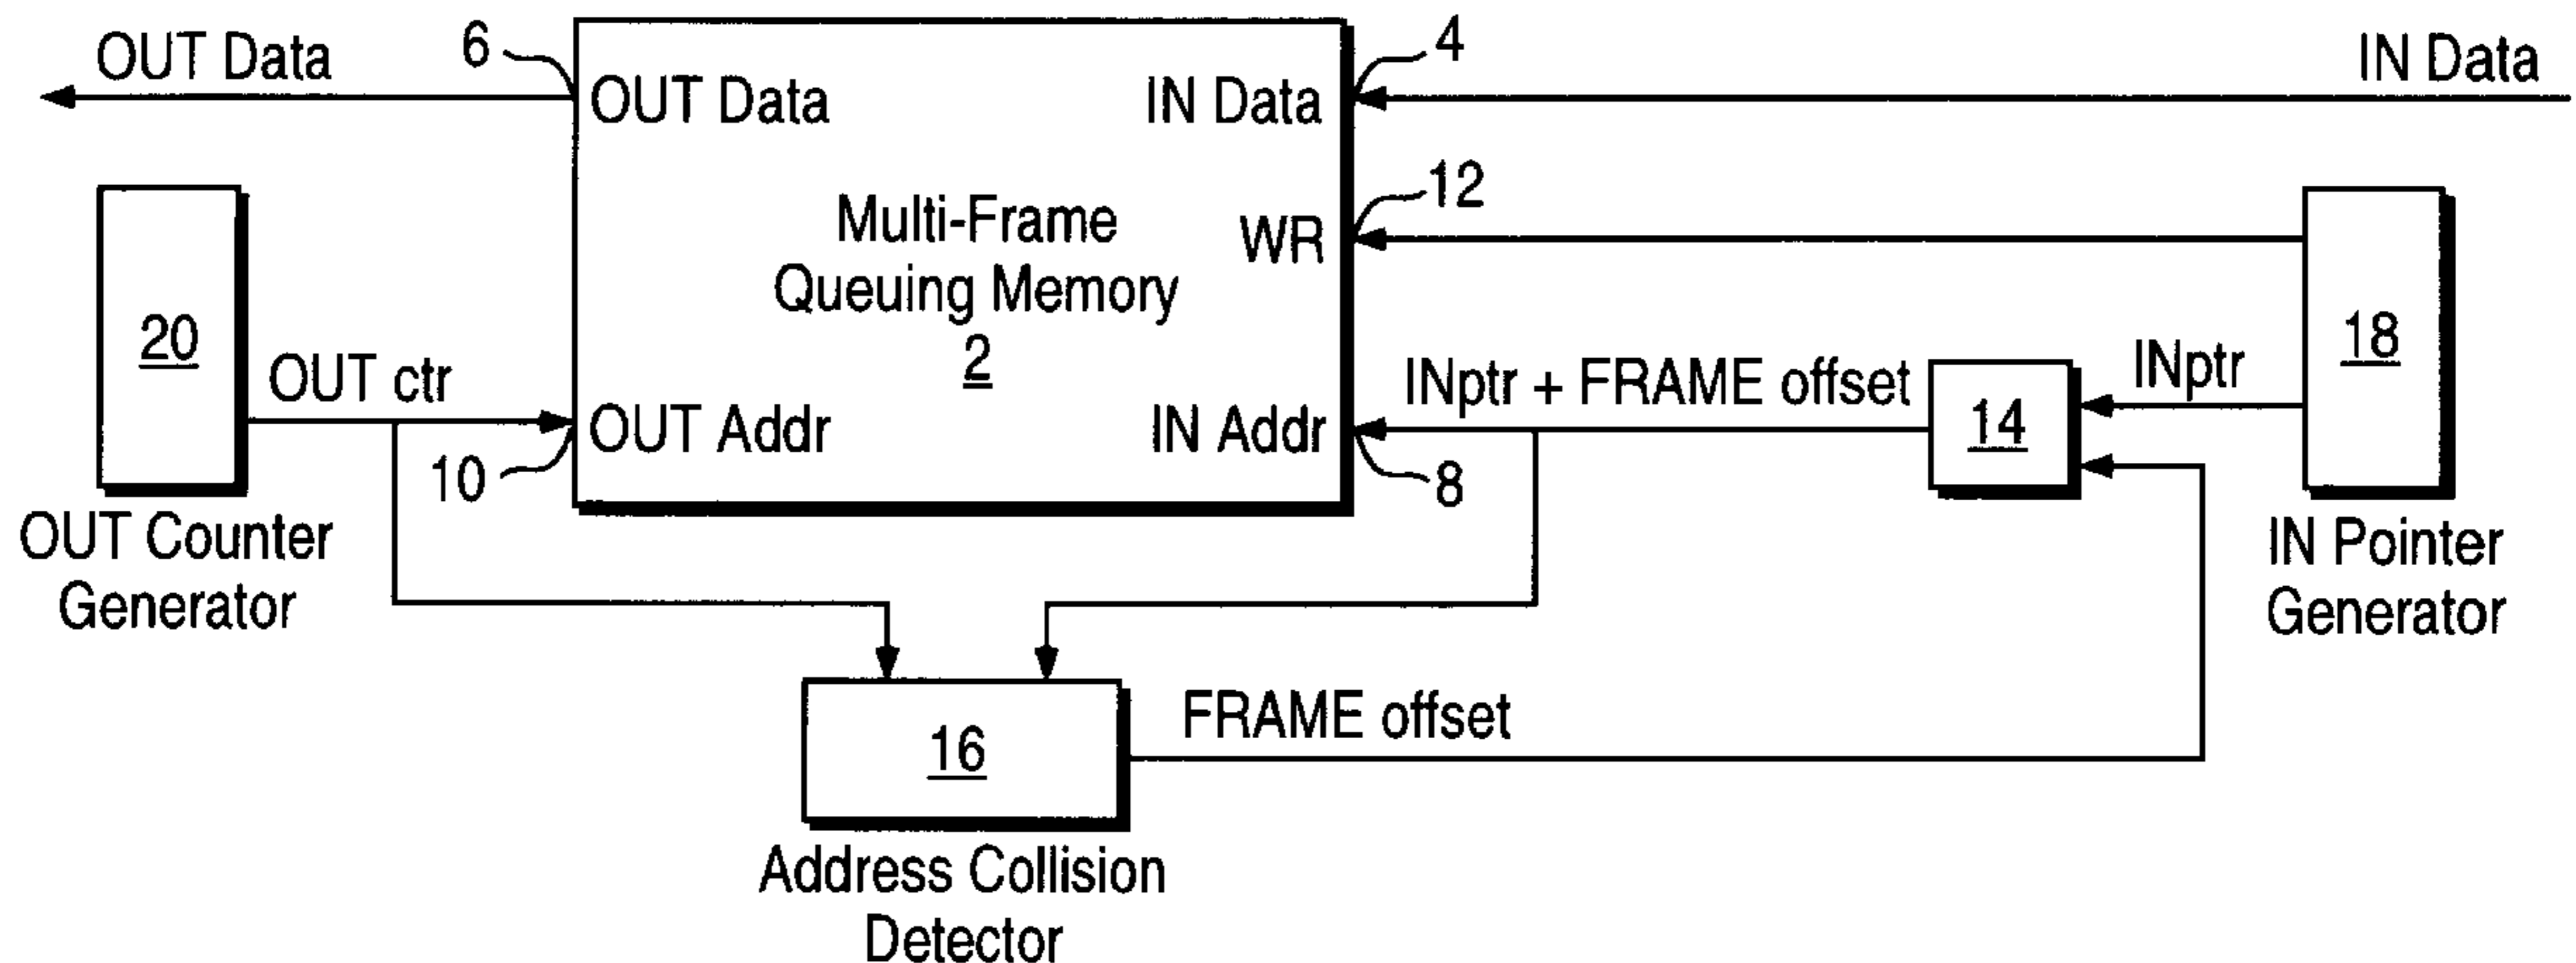 OUT Data
6
4
IN Data
OUT Data
IN Data
12
WR
Multi-Frame
Queuing Memory
2
20
OUT ctr
OUT Addr
10
IN Addr
8
INptr + FRAME offset
14
INptr
18
OUT Counter
Generator
IN Pointer
Generator
16
FRAME offset
Address Collision
Detector